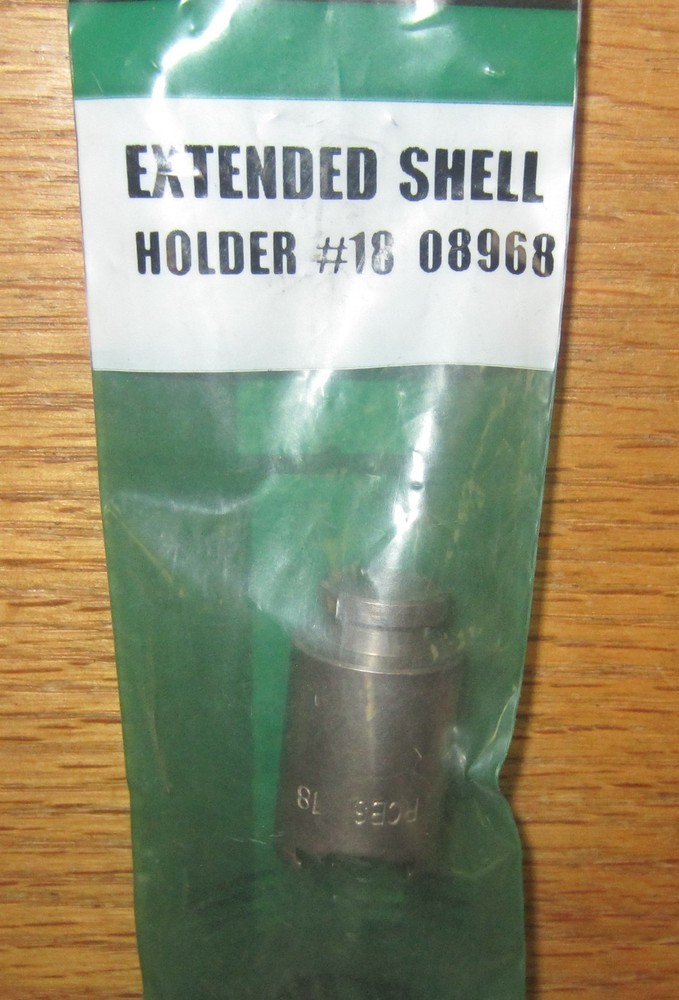 EXTENDED SHELL
HOLDER #18 08968
RCBS 18